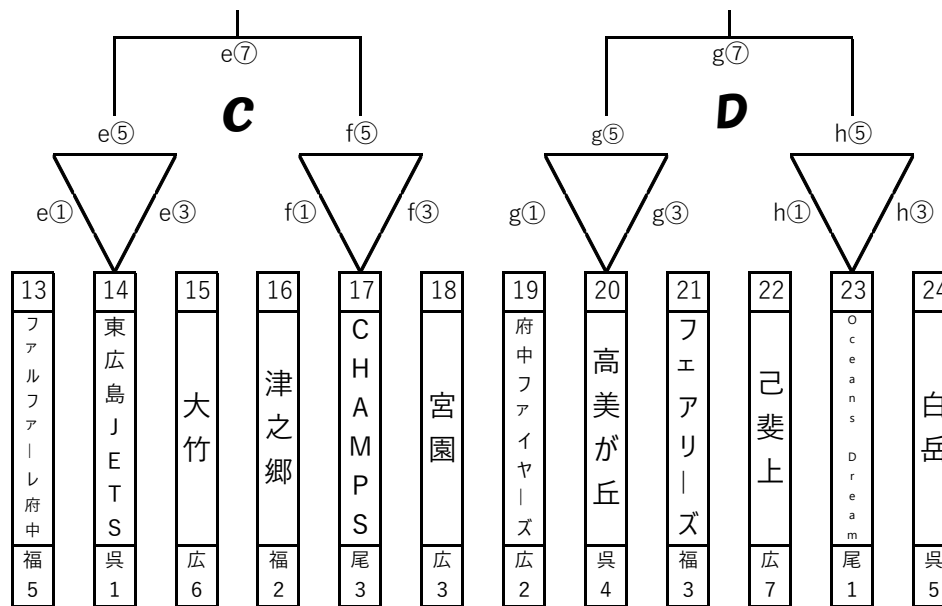 e⑦ g⑦
C D
e⑤ f⑤ g⑤ h⑤
e① e③ f① f③ g① g③ h① h③
13 14 15 16 17 18 19 20 21 22 23 24
ファルファーレ府中
東広島JETS
大竹
津之郷
CHAMPS
宮園
府中ファイヤーズ
高美が丘
フェアリーズ
己斐上
Oceans Dream
白岳
福 呉 広 福 尾 広 広 呉 福 広 尾 呉
5 1 6 2 3 3 2 4 3 7 1 5